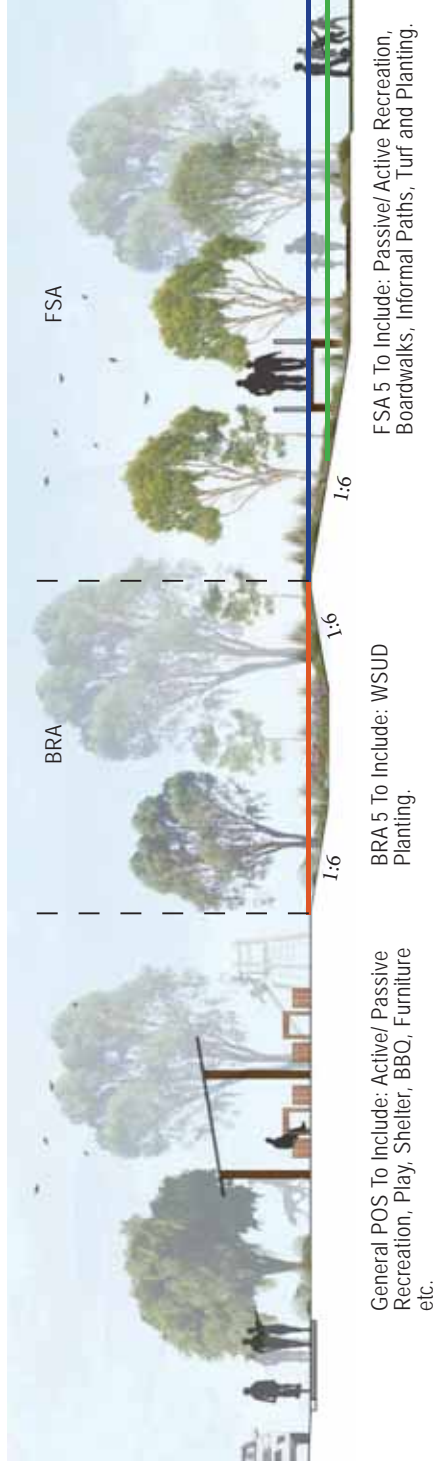 BRA
FSA
1:6
1:6
1:6
General POS To Include: Active/ Passive
Recreation, Play, Shelter, BBQ, Furniture
etc.
BRA 5 To Include: WSUD
Planting.
FSA 5 To Include: Passive/ Active Recreation,
Boardwalks, Informal Paths, Turf and Planting.